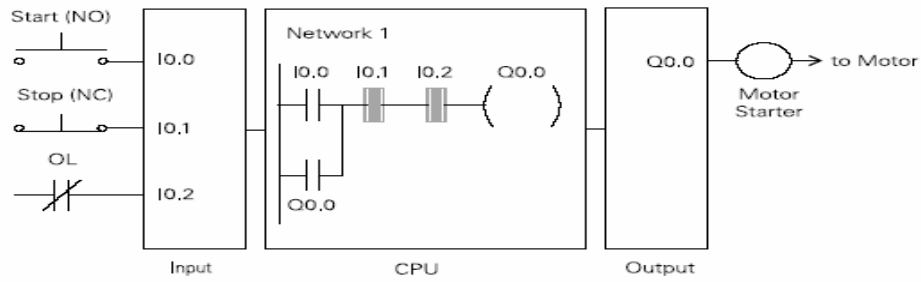 Start (NO)
I0.0
Stop (NC)
I0.1
OL
I0.2
Input
Network 1
I0.0 I0.1 I0.2 Q0.0
Q0.0
CPU
Q0.0
Output
to Motor
Motor
Starter